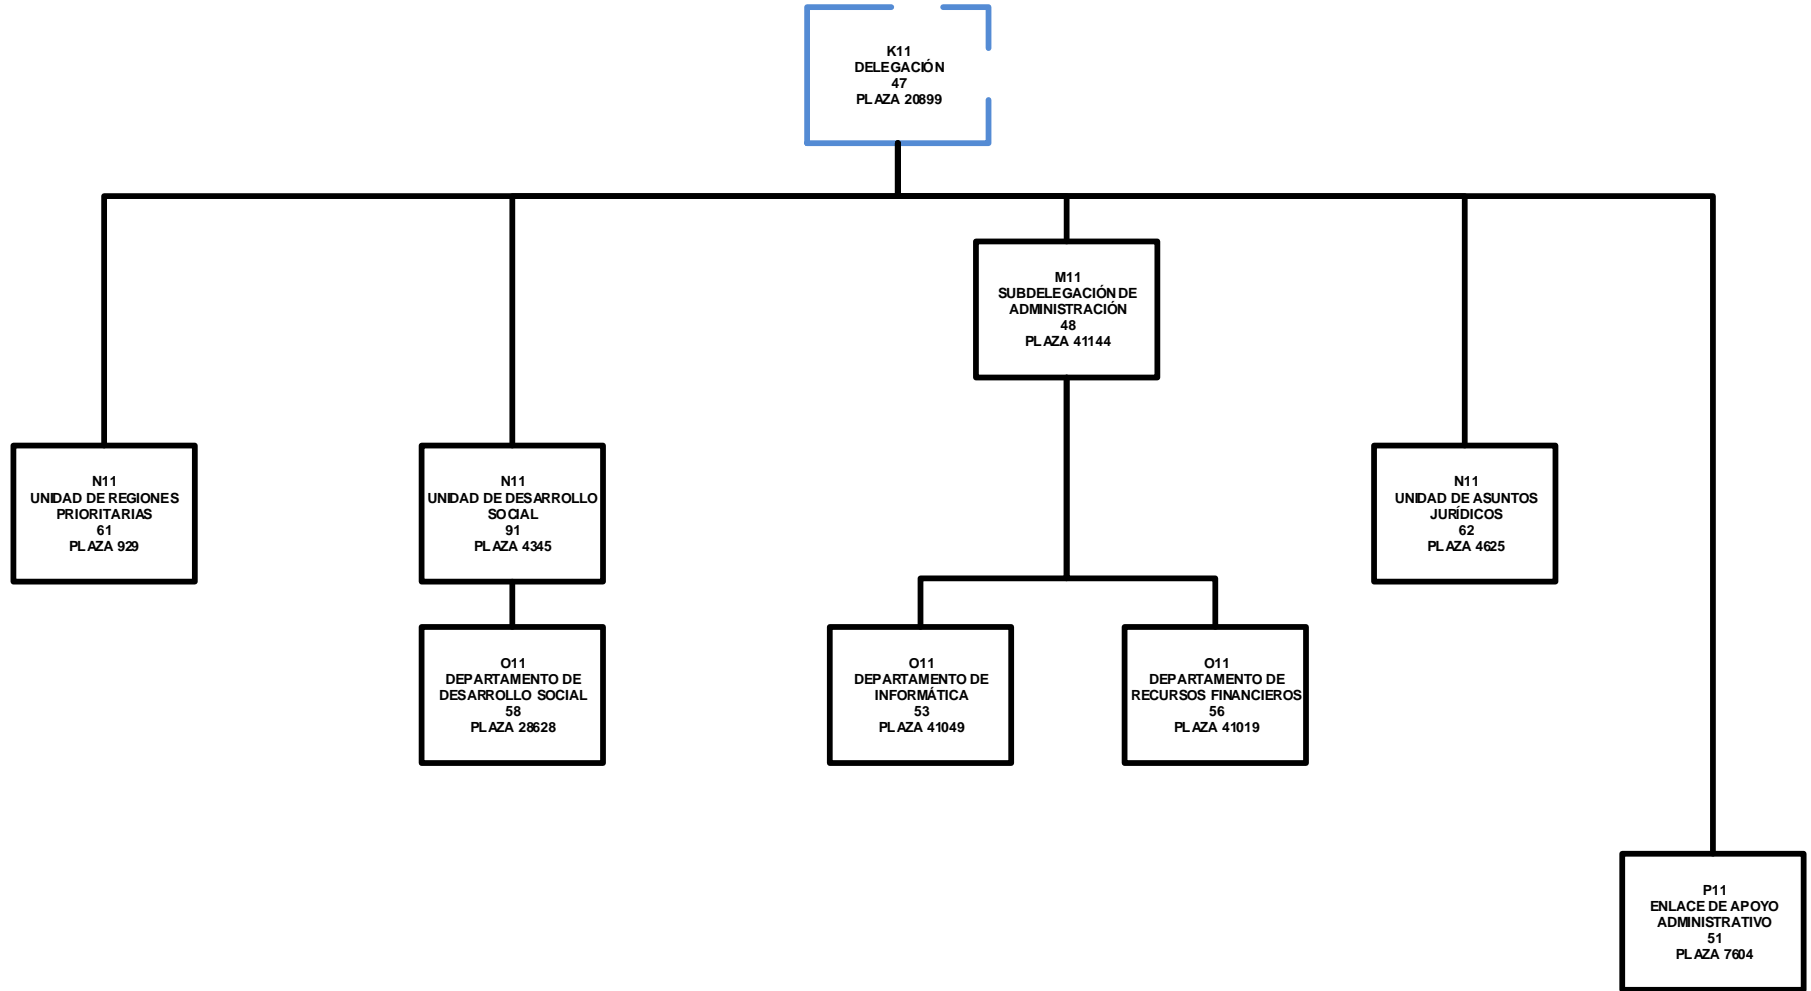 K11
DELEGACIÓN
47
PLAZA 20899
M11
SUBDELEGACIÓN DE
ADMINISTRACIÓN
48
PLAZA 41144
N11
UNIDAD DE REGIONES
PRIORITARIAS
61
PLAZA 929
N11
UNIDAD DE DESARROLLO
SOCIAL
91
PLAZA 4345
N11
UNIDAD DE ASUNTOS
JURÍDICOS
62
PLAZA 4625
O11
DEPARTAMENTO DE
DESARROLLO SOCIAL
58
PLAZA 28628
O11
DEPARTAMENTO DE
INFORMÁTICA
53
PLAZA 41049
O11
DEPARTAMENTO DE
RECURSOS FINANCIEROS
56
PLAZA 41019
P11
ENLACE DE APOYO
ADMINISTRATIVO
51
PLAZA 7604